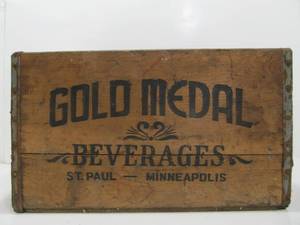 GOLD MEDAL
BEVERAGES
ST. PAUL — MINNEAPOLIS